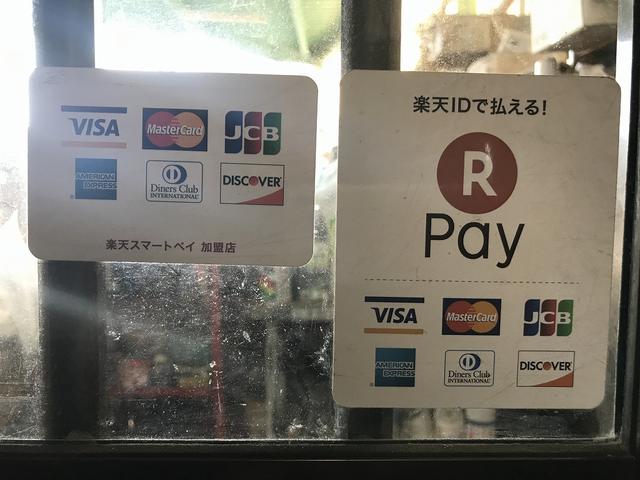 VISA MasterCard JCB
AMERICAN EXPRESS Diners Club INTERNATIONAL DISCOVER
楽天スマートペイ 加盟店
楽天IDで払える!
R
Pay
VISA MasterCard JCB
AMERICAN EXPRESS Diners Club INTERNATIONAL DISCOVER